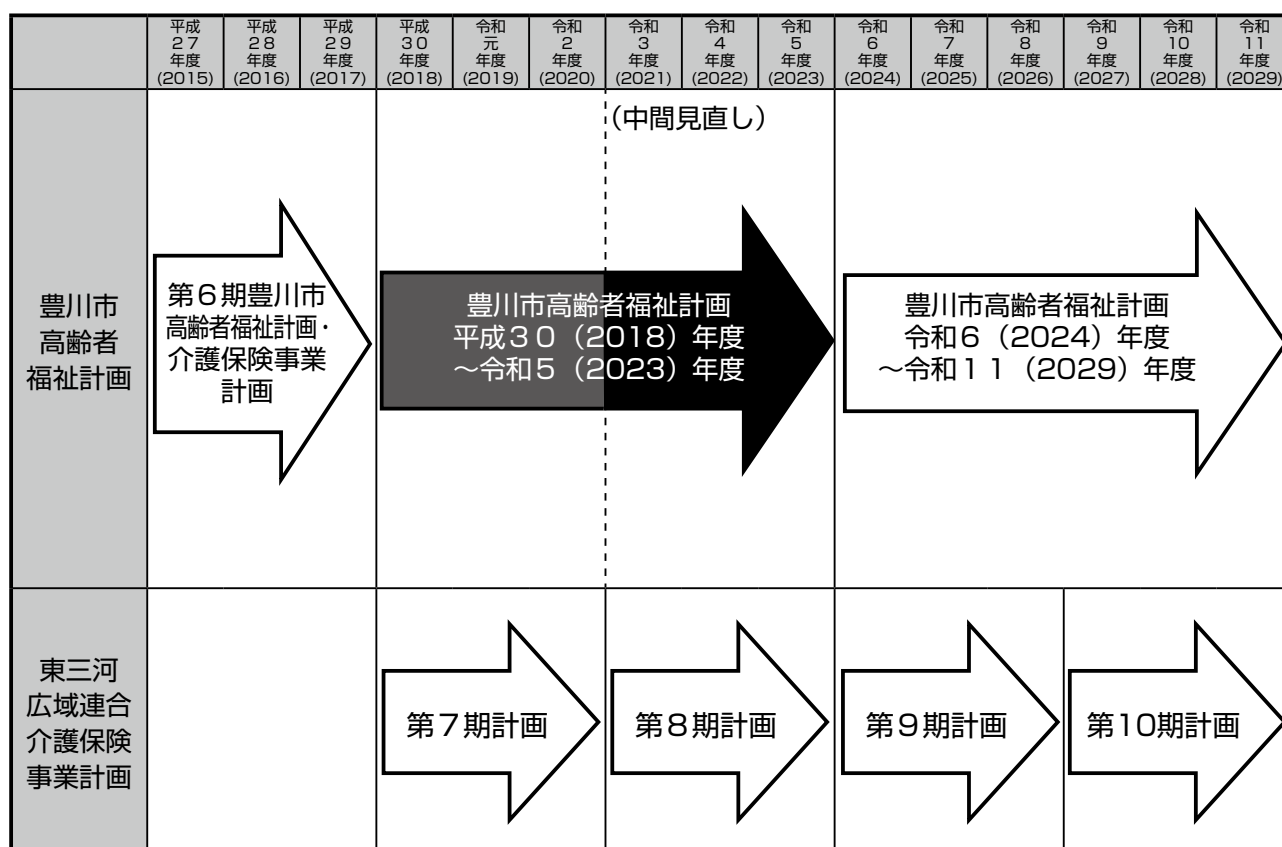 平成
27
年度
(2015)
平成
28
年度
(2016)
平成
29
年度
(2017)
平成
30
年度
(2018)
令和
元
年度
(2019)
令和
2
年度
(2020)
令和
3
年度
(2021)
令和
4
年度
(2022)
令和
5
年度
(2023)
令和
6
年度
(2024)
令和
7
年度
(2025)
令和
8
年度
(2026)
令和
9
年度
(2027)
令和
10
年度
(2028)
令和
11
年度
(2029)
豊川市
高齢者
福祉計画
(中間見直し)
第6期豊川市
高齢者福祉計画・
介護保険事業
計画
豊川市高齢者福祉計画
平成30(2018)年度
~令和5(2023)年度
豊川市高齢者福祉計画
令和6(2024)年度
~令和11(2029)年度
東三河
広域連合
介護保険
事業計画
第7期計画
第8期計画
第9期計画
第10期計画